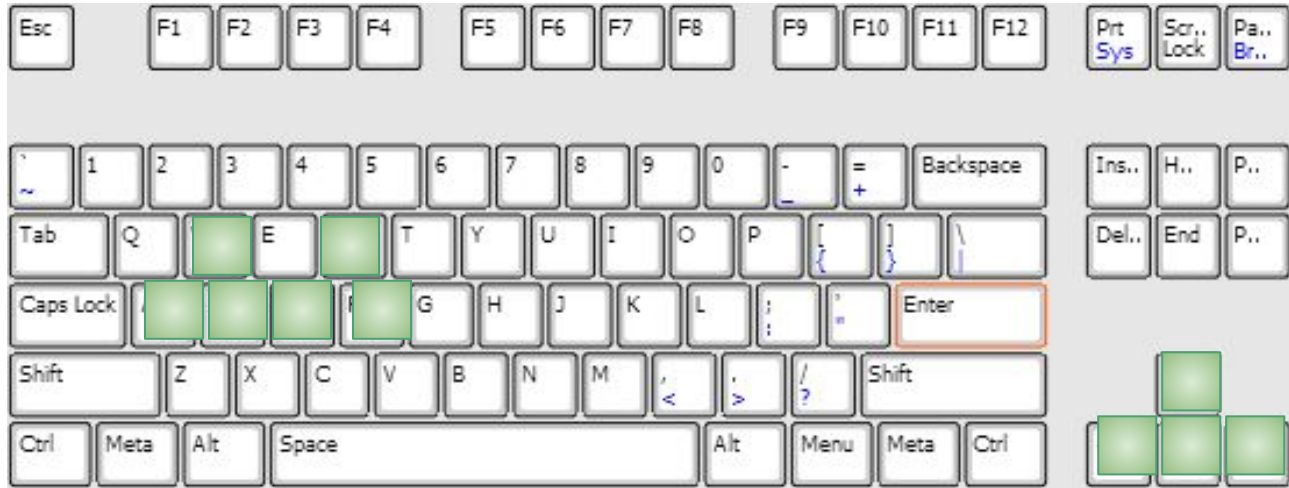 Esc F1 F2 F3 F4 F5 F6 F7 F8 F9 F10 F11 F12 Prt Scr.. Pa..
Sys Lock Br..
` 1 2 3 4 5 6 7 8 9 0 - = Backspace Ins.. H.. P..
~ _ +
Tab Q E T Y U I O P [ ] \ Del.. End P..
{ } |
Caps Lock G H J K L ; ' Enter
: "
Shift Z X C V B N M , . / Shift
< > ?
Ctrl Meta Alt Space Alt Menu Meta Ctrl